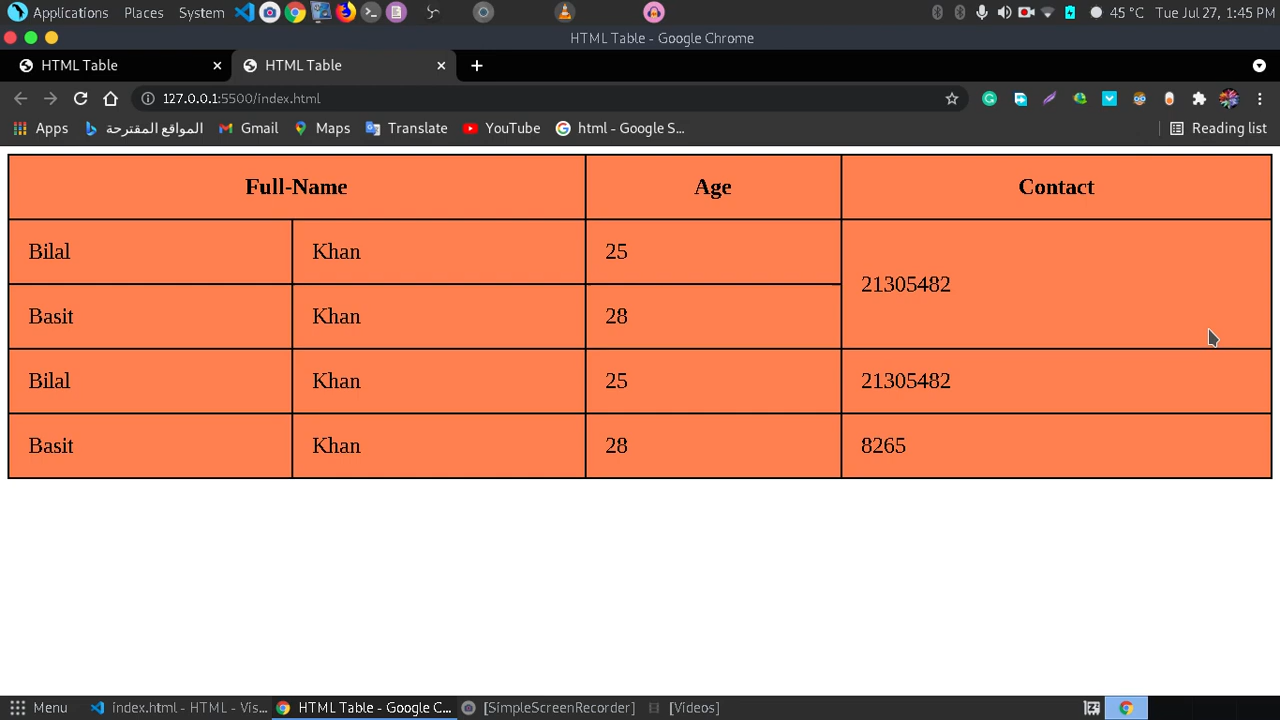 Applications Places System 45 °C Tue Jul 27, 1:45 PM
HTML Table - Google Chrome
HTML Table HTML Table
127.0.0.1:5500/index.html
Apps المواقع المقترحة Gmail Maps Translate YouTube html - Google S... Reading list
Full-Name Age Contact
Bilal Khan 25 21305482
Basit Khan 28
Bilal Khan 25 21305482
Basit Khan 28 8265
Menu index.html - HTML - Vis... HTML Table - Google C... [SimpleScreenRecorder] [Videos]